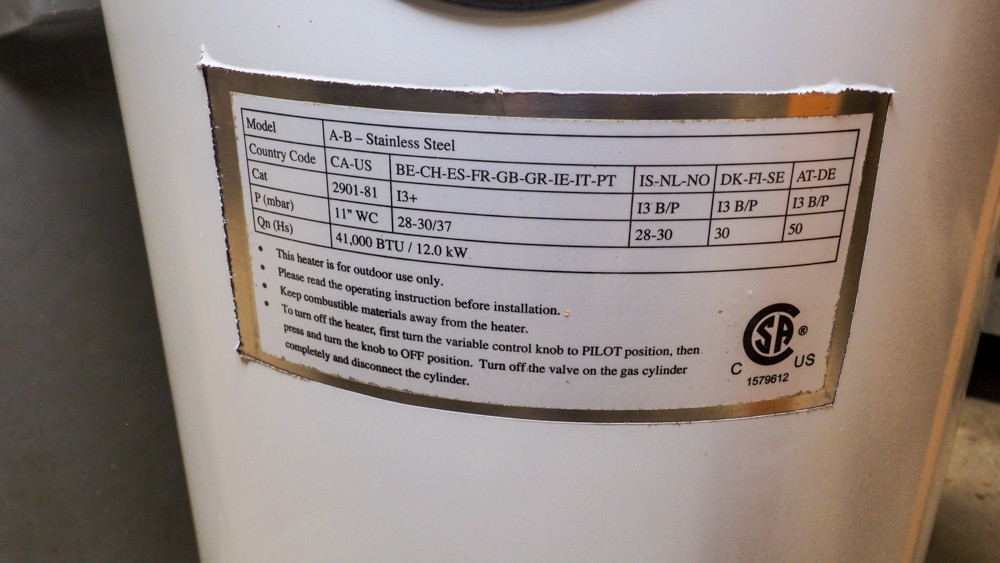 Model A-B – Stainless Steel
Country Code CA-US BE-CH-ES-FR-GB-GR-IE-IT-PT IS-NL-NO DK-FI-SE AT-DE
Cat 2901-81 I3+ I3 B/P I3 B/P I3 B/P
P (mbar) 11” WC 28-30/37 28-30 30 50
Qn (Hs) 41,000 BTU / 12.0 kW
• This heater is for outdoor use only.
• Please read the operating instruction before installation.
• Keep combustible materials away from the heater.
• To turn off the heater, first turn the variable control knob to PILOT position, then
press and turn the knob to OFF position. Turn off the valve on the gas cylinder
completely and disconnect the cylinder.
CSA ®
C US
1579612